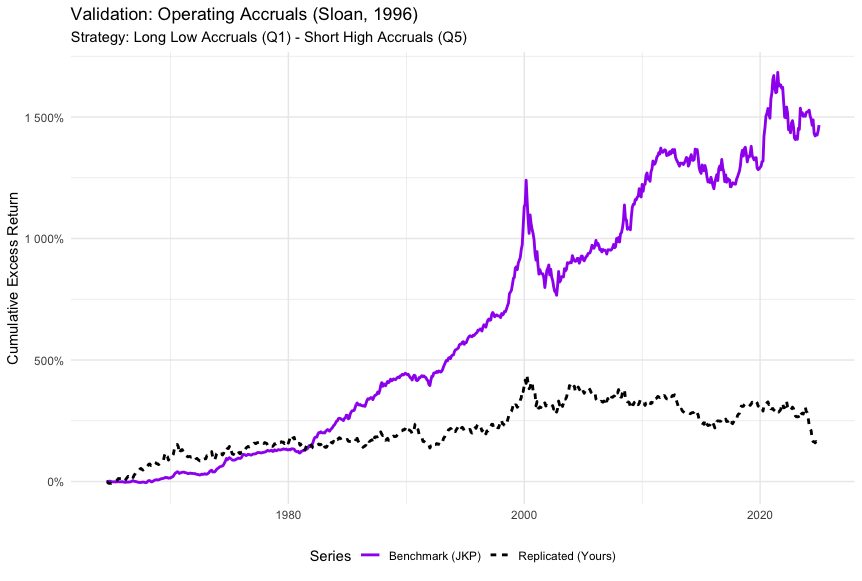 Validation: Operating Accruals (Sloan, 1996)
Strategy: Long Low Accruals (Q1) - Short High Accruals (Q5)
Cumulative Excess Return
1 500%
1 000%
500%
0%
1980
2000
2020
Series
Benchmark (JKP)
Replicated (Yours)